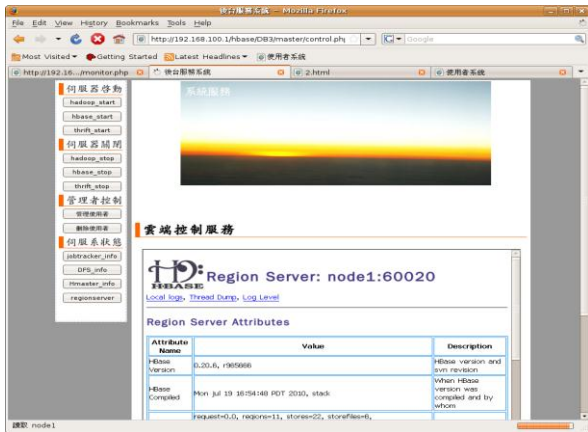 後台服務系統 - Mozilla Firefox
File Edit View History Bookmarks Tools Help
http://192.168.100.1/hbase/DB3/master/control.php
Google
Most Visited Getting Started Latest Headlines 使用者系統
http://192.16.../monitor.php 後台服務系統 2.html 使用者系統
系統服務
伺服器啓動
hadoop_start
hbase_start
thrift_start
伺服器關閉
hadoop_stop
hbase_stop
thrift_stop
管理者控制
管理使用者
刪除使用者
伺服系狀態
jobtracker_info
DFS_info
Hmaster_info
regionserver
雲端控制服務
HBASE
Region Server: node1:60020
Local logs, Thread Dump, Log Level
Region Server Attributes
Attribute Name Value Description
HBase Version 0.20.6, r965666 HBase version and svn revision
HBase Compiled Mon Jul 19 16:54:48 PDT 2010, stack When HBase version was compiled and by whom
request=0.0, regions=11, stores=22, storefiles=6,
讀取 node1